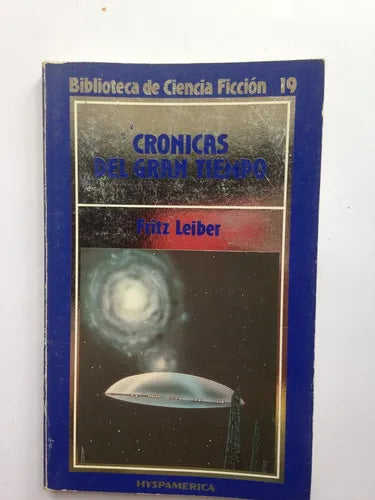 Biblioteca de Ciencia Ficción 19
CRONICAS
DEL GRAN TIEMPO
Fritz Leiber
HYSPAMERICA